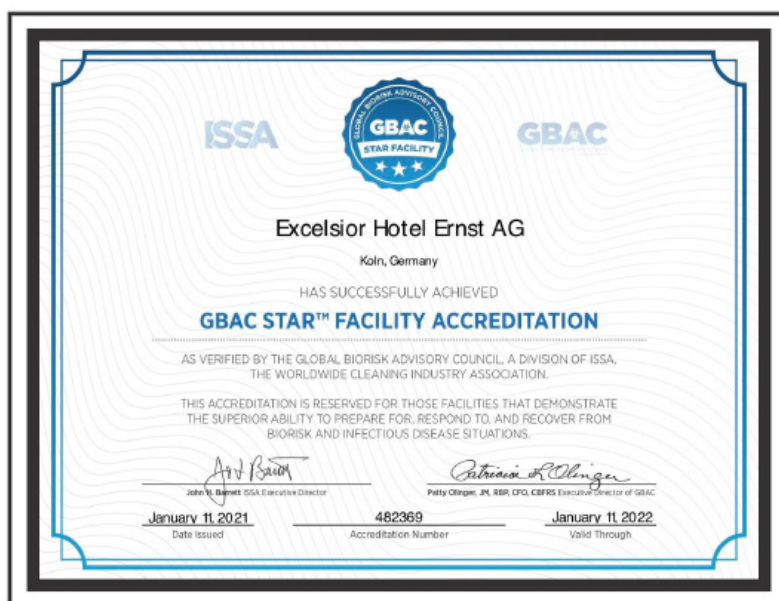 ISSA
GLOBAL BIORISK ADVISORY COUNCIL
GBAC
STAR FACILITY
GBAC
Excelsior Hotel Ernst AG
Koln, Germany
HAS SUCCESSFULLY ACHIEVED
GBAC STAR™ FACILITY ACCREDITATION
AS VERIFIED BY THE GLOBAL BIORISK ADVISORY COUNCIL, A DIVISION OF ISSA,
THE WORLDWIDE CLEANING INDUSTRY ASSOCIATION.
THIS ACCREDITATION IS RESERVED FOR THOSE FACILITIES THAT DEMONSTRATE
THE SUPERIOR ABILITY TO PREPARE FOR, RESPOND TO, AND RECOVER FROM
BIORISK AND INFECTIOUS DISEASE SITUATIONS.
Patricia L Olinger
John H. Barrett ISSA Executive Director
Patty Olinger, JM, RBP, CFO, CBFRS Executive Director of GBAC
January 11, 2021
482369
January 11, 2022
Date Issued
Accreditation Number
Valid Through